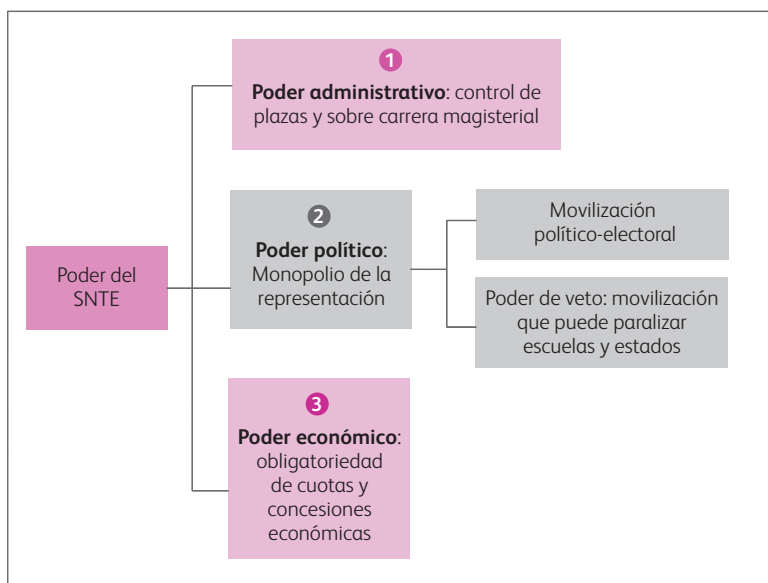 1
Poder administrativo: control de
plazas y sobre carrera magisterial
Poder del
SNTE
2
Poder político:
Monopolio de la
representación
Movilización
político-electoral
Poder de veto: movilización
que puede paralizar
escuelas y estados
3
Poder económico:
obligatoriedad
de cuotas y
concesiones
económicas